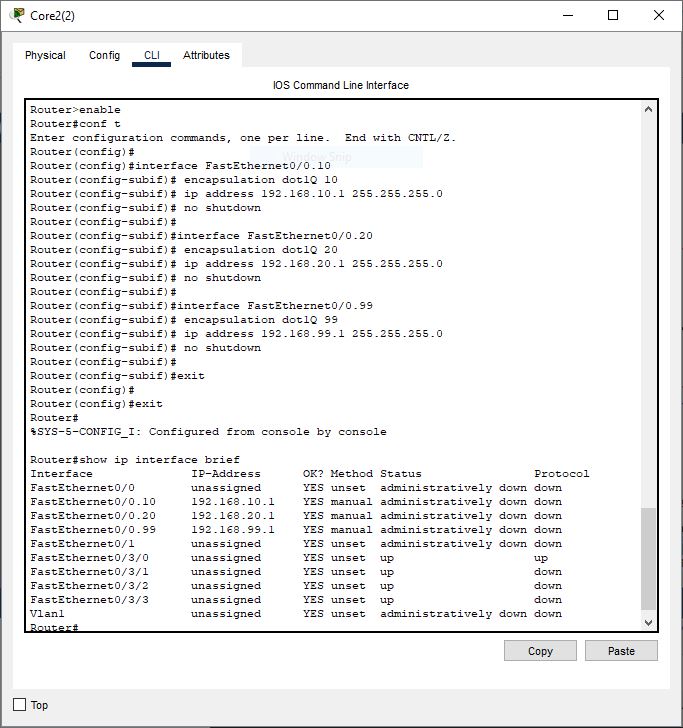 Core2(2)
Physical Config CLI Attributes
IOS Command Line Interface
Router>enable
Router#conf t
Enter configuration commands, one per line.  End with CNTL/Z.
Router(config)#
Window Snip
Router(config)#interface FastEthernet0/0.10
Router(config-subif)# encapsulation dot1Q 10
Router(config-subif)# ip address 192.168.10.1 255.255.255.0
Router(config-subif)# no shutdown
Router(config-subif)#
Router(config-subif)#interface FastEthernet0/0.20
Router(config-subif)# encapsulation dot1Q 20
Router(config-subif)# ip address 192.168.20.1 255.255.255.0
Router(config-subif)# no shutdown
Router(config-subif)#
Router(config-subif)#interface FastEthernet0/0.99
Router(config-subif)# encapsulation dot1Q 99
Router(config-subif)# ip address 192.168.99.1 255.255.255.0
Router(config-subif)# no shutdown
Router(config-subif)#
Router(config-subif)#exit
Router(config)#
Router(config)#exit
Router#
%SYS-5-CONFIG_I: Configured from console by console
Router#show ip interface brief
Interface              IP-Address      OK? Method Status                Protocol
FastEthernet0/0        unassigned      YES unset  administratively down down
FastEthernet0/0.10     192.168.10.1    YES manual administratively down down
FastEthernet0/0.20     192.168.20.1    YES manual administratively down down
FastEthernet0/0.99     192.168.99.1    YES manual administratively down down
FastEthernet0/1        unassigned      YES unset  administratively down down
FastEthernet0/3/0      unassigned      YES unset  up                    up
FastEthernet0/3/1      unassigned      YES unset  up                    down
FastEthernet0/3/2      unassigned      YES unset  up                    down
FastEthernet0/3/3      unassigned      YES unset  up                    down
Vlan1                  unassigned      YES unset  administratively down down
Router#
Copy Paste
Top